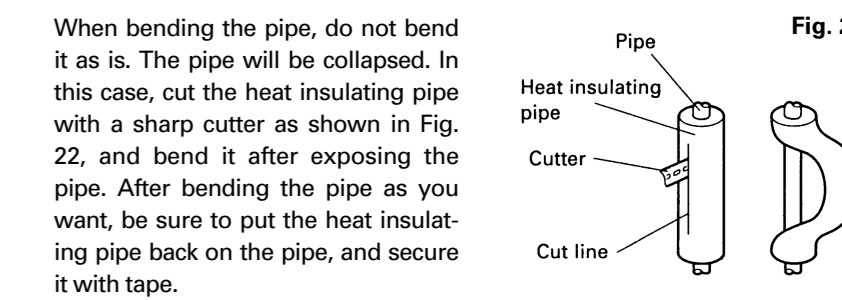 When bending the pipe, do not bend
it as is. The pipe will be collapsed. In
this case, cut the heat insulating pipe
with a sharp cutter as shown in Fig.
22, and bend it after exposing the
pipe. After bending the pipe as you
want, be sure to put the heat insulat-
ing pipe back on the pipe, and secure
it with tape.
Fig. 2
Pipe
Heat insulating
pipe
Cutter
Cut line